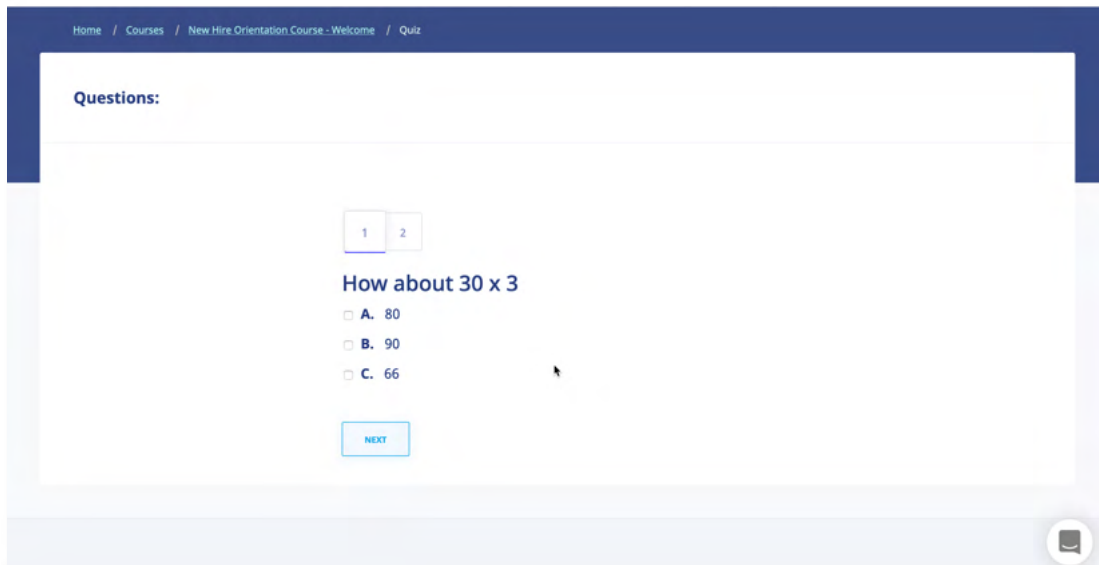 Home / Courses / New Hire Orientation Course - Welcome / Quiz
Questions:
1 2
How about 30 x 3
A. 80
B. 90
C. 66
NEXT